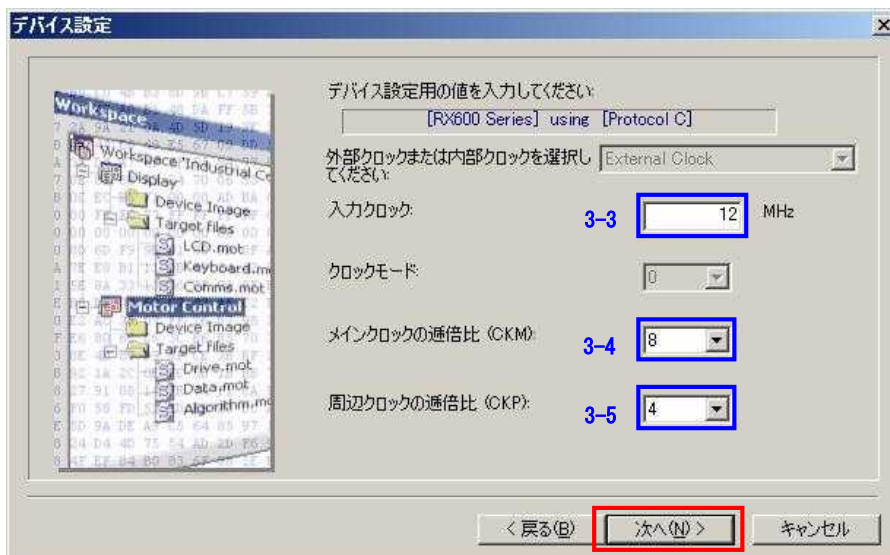 デバイス設定
Workspace
Workspace 'Industrial Co
Display
Device Image
Target files
LCD.mot
Keyboard.m
Comms.mot
Motor Control
Device Image
Target files
Drive.mot
Data.mot
Algorithm.mo
デバイス設定用の値を入力してください:
[RX600 Series] using [Protocol C]
外部クロックまたは内部クロックを選択し
てください:
External Clock
入力クロック:
3-3
12
MHz
クロックモード:
0
メインクロックの逓倍比 (CKM):
3-4
8
周辺クロックの逓倍比 (CKP):
3-5
4
< 戻る(B)
次へ(N) >
キャンセル